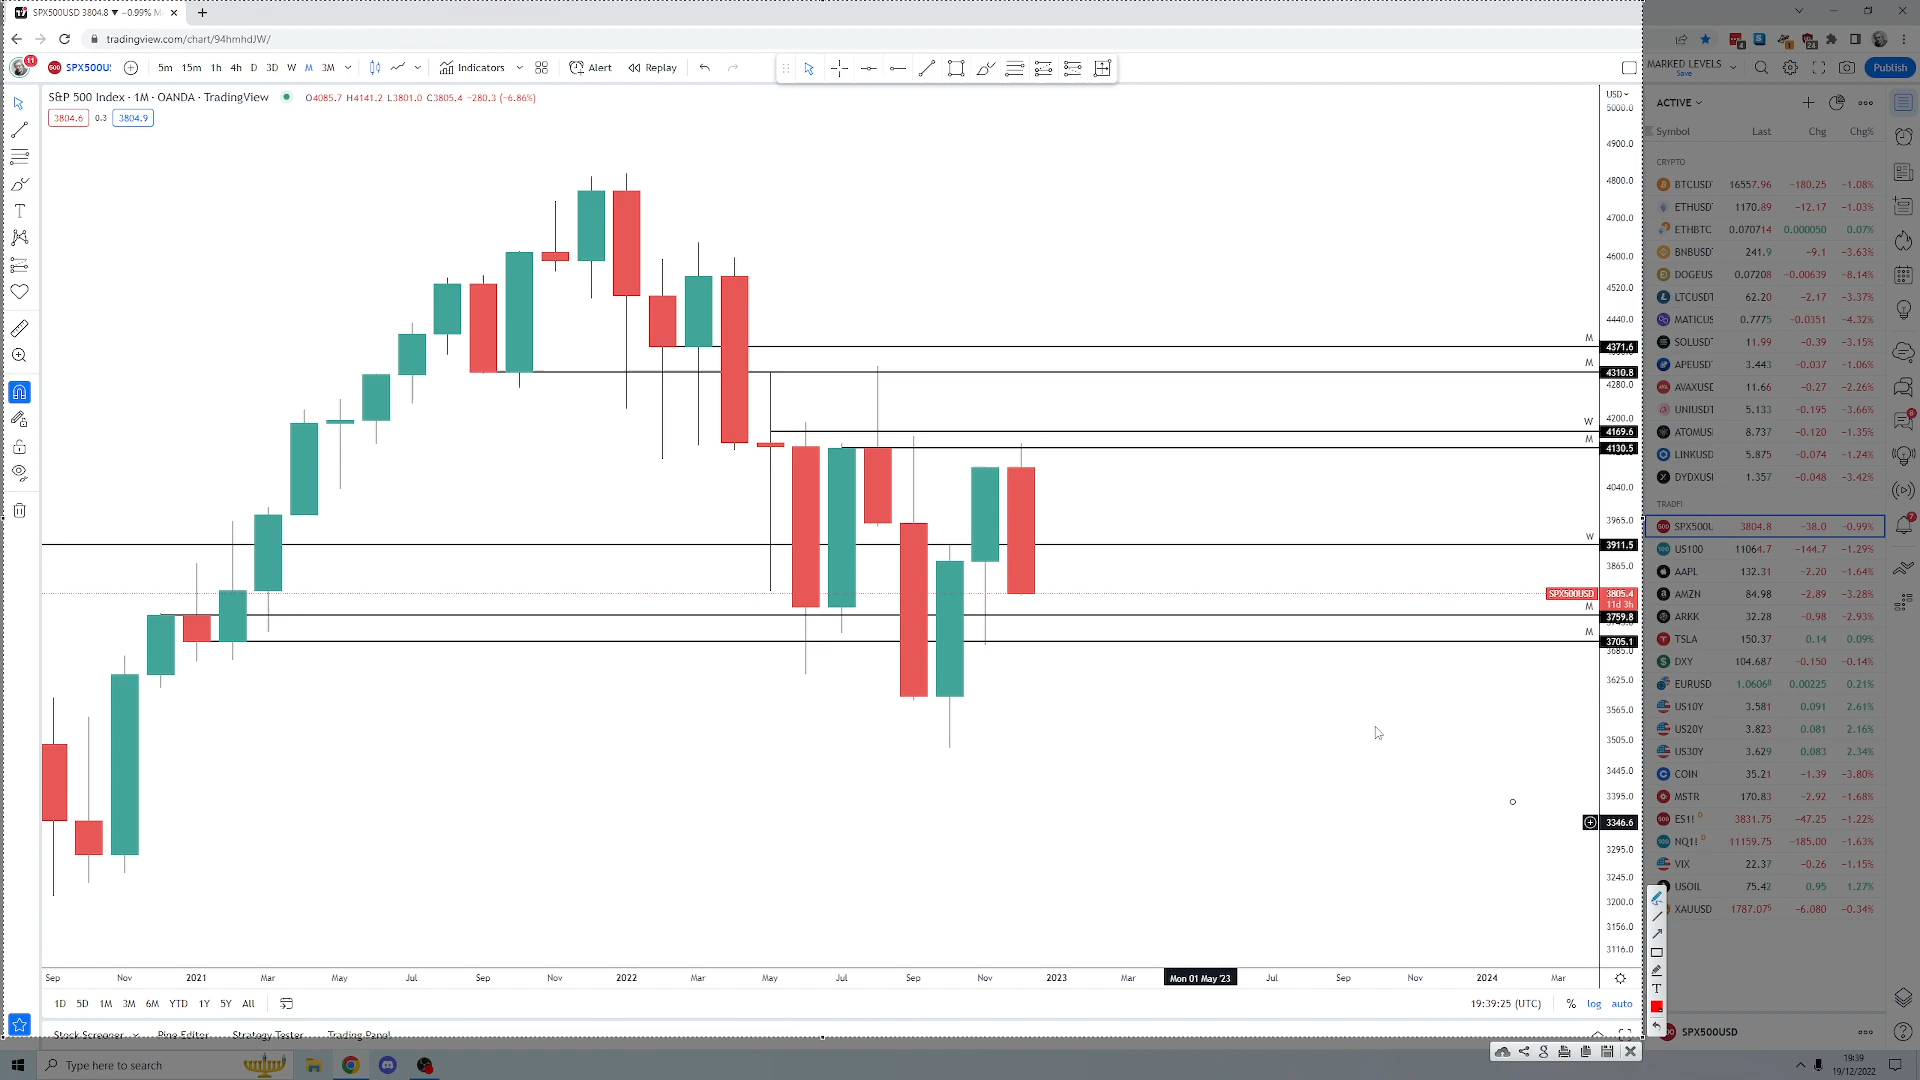 SPX500USD 3804.8 ▼ −0.99% M
tradingview.com/chart/94hmhdJW/
11 SPX500U: 5m 15m 1h 4h D 3D W M 3M Indicators Alert Replay
MARKED LEVELS Save Publish
S&P 500 Index · 1M · OANDA · TradingView O4085.7 H4141.2 L3801.0 C3805.4 −280.3 (−6.86%)
3804.6 0.3 3804.9
USD
5000.0
4900.0
4800.0
4700.0
4600.0
4520.0
4440.0
M
4371.6
M
4310.8
4280.0
4200.0
W
4169.6
M
4130.5
4040.0
3965.0
W
3911.5
3865.0
SPX500USD 3805.4
11d 3h
M
3759.8
M
3705.1
3685.0
3625.0
3565.0
3505.0
3445.0
3395.0
3346.6
3295.0
3245.0
3200.0
3156.0
3116.0
Sep Nov 2021 Mar May Jul Sep Nov 2022 Mar May Jul Sep Nov 2023 Mar Mon 01 May '23 Jul Sep Nov 2024 Mar
1D 5D 1M 3M 6M YTD 1Y 5Y All 19:39:25 (UTC) % log auto
Stock Screener Pine Editor Strategy Tester Trading Panel
ACTIVE
Symbol Last Chg Chg%
CRYPTO
BTCUSD 16557.96 −180.25 −1.08%
ETHUSD 1170.89 −12.17 −1.03%
ETHBTC 0.070714 0.000050 0.07%
BNBUSD 241.9 −9.1 −3.63%
DOGEUS 0.07208 −0.00639 −8.14%
LTCUSDT 62.20 −2.17 −3.37%
MATICUS 0.7775 −0.0351 −4.32%
SOLUSD 11.99 −0.39 −3.15%
APEUSD 3.443 −0.037 −1.06%
AVAXUSD 11.66 −0.27 −2.26%
UNIUSDT 5.133 −0.195 −3.66%
ATOMUS 8.737 −0.120 −1.35%
LINKUSD 5.875 −0.074 −1.24%
DYDXUS 1.357 −0.048 −3.42%
TRADFI
SPX500U 3804.8 −38.0 −0.99%
US100 11064.7 −144.7 −1.29%
AAPL 132.31 −2.20 −1.64%
AMZN 84.98 −2.89 −3.28%
ARKK 32.28 −0.98 −2.93%
TSLA 150.37 0.14 0.09%
DXY 104.687 −0.150 −0.14%
EURUSD 1.06068 0.00225 0.21%
US10Y 3.581 0.091 2.61%
US20Y 3.823 0.081 2.16%
US30Y 3.629 0.083 2.34%
COIN 35.21 −1.39 −3.80%
MSTR 170.83 −2.92 −1.68%
ES1! D 3831.75 −47.25 −1.22%
NQ1! D 11159.75 −185.00 −1.63%
VIX 22.37 −0.26 −1.15%
USOIL 75.42 0.95 1.27%
XAUUSD 1787.075 −6.080 −0.34%
SPX500USD
Type here to search
19:39
19/12/2022